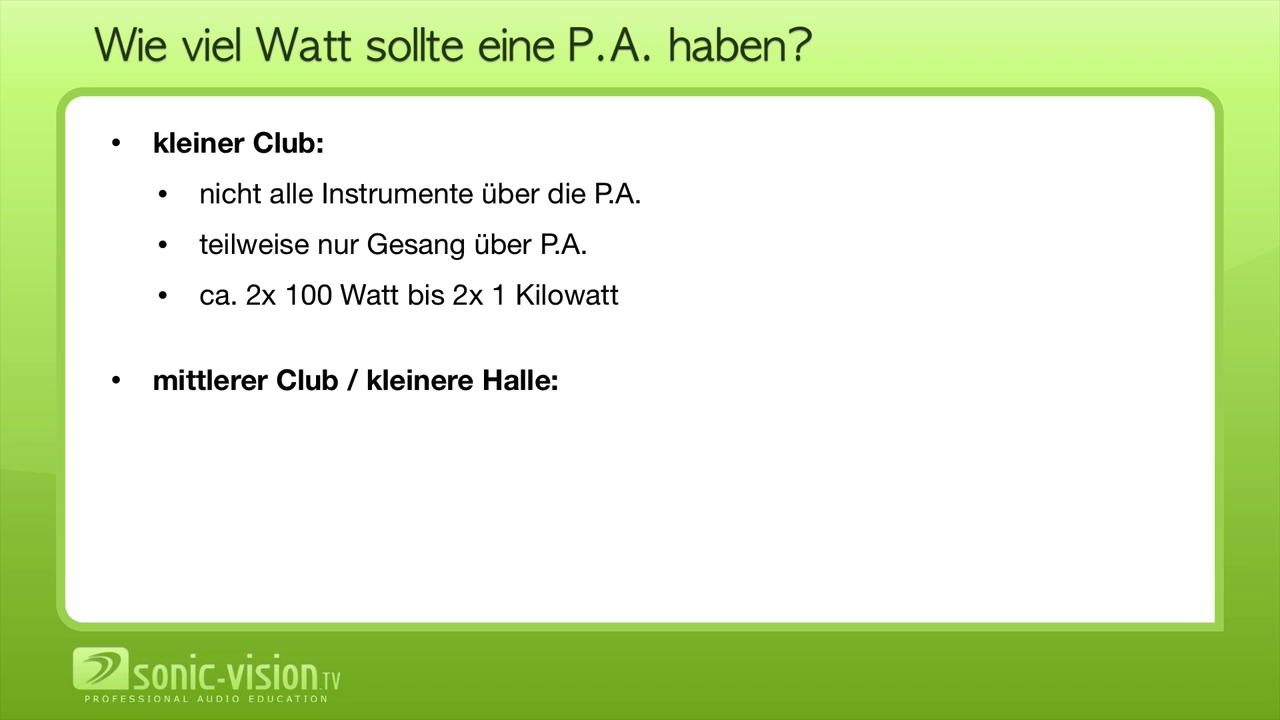 Wie viel Watt sollte eine P.A. haben?
• kleiner Club:
• nicht alle Instrumente über die P.A.
• teilweise nur Gesang über P.A.
• ca. 2x 100 Watt bis 2x 1 Kilowatt
• mittlerer Club / kleinere Halle:
sonic-vision.TV
PROFESSIONAL AUDIO EDUCATION